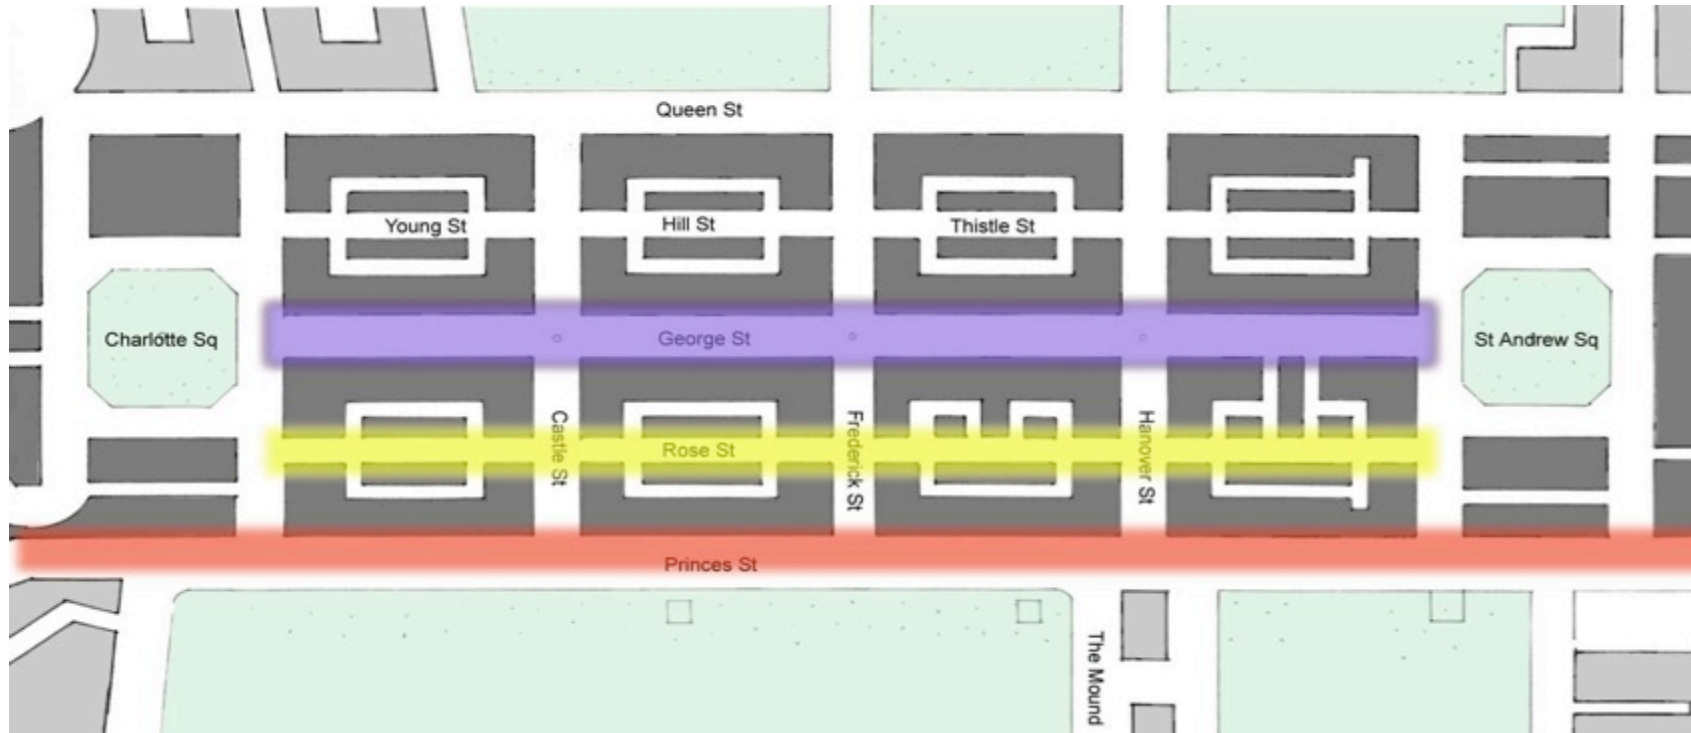 Queen St
Young St
Hill St
Thistle St
Charlotte Sq
George St
St Andrew Sq
Castle St
Frederick St
Hanover St
Rose St
Princes St
The Mound